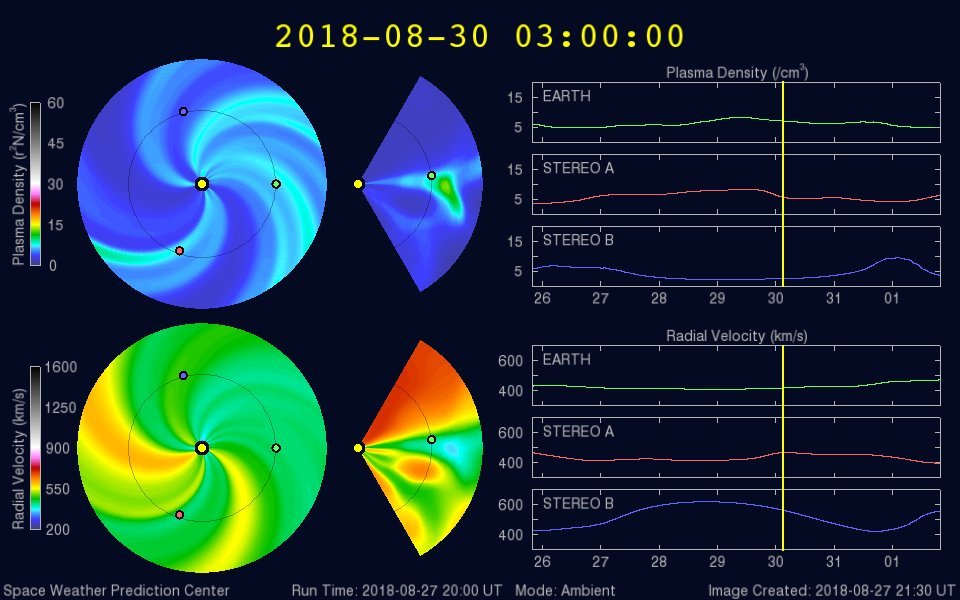 2018-08-30 03:00:00
Plasma Density (r²N/cm³)
60
45
30
15
0
Plasma Density (/cm³)
EARTH
15
5
STEREO A
15
5
STEREO B
15
5
26 27 28 29 30 31 01
Radial Velocity (km/s)
1600
1250
900
550
200
Radial Velocity (km/s)
EARTH
600
400
STEREO A
600
400
STEREO B
600
400
26 27 28 29 30 31 01
Space Weather Prediction Center Run Time: 2018-08-27 20:00 UT Mode: Ambient Image Created: 2018-08-27 21:30 UT